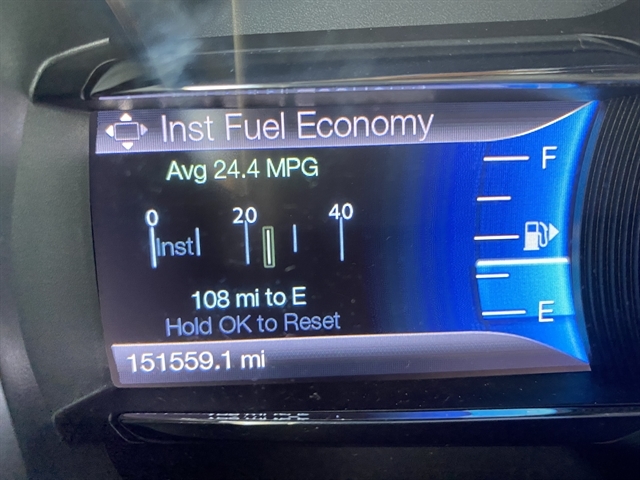 Inst Fuel Economy
Avg 24.4 MPG
F
0 20 40
Inst
108 mi to E
E
Hold OK to Reset
151559.1 mi